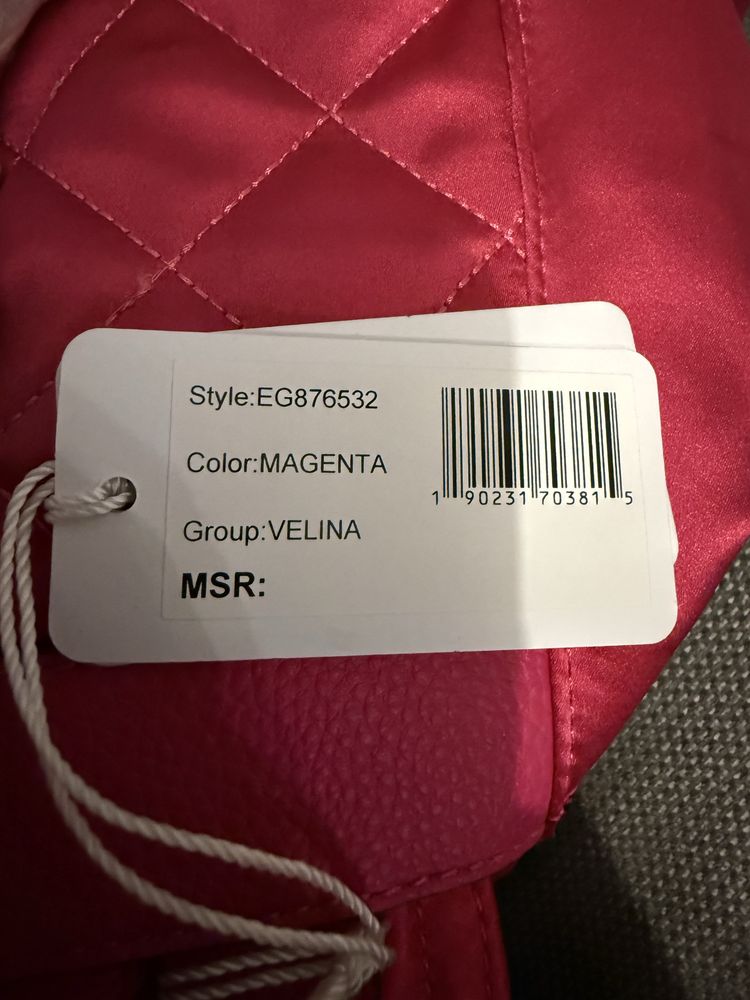 Style:EG876532
Color:MAGENTA
Group:VELINA
MSR:
1 90231 70381 5